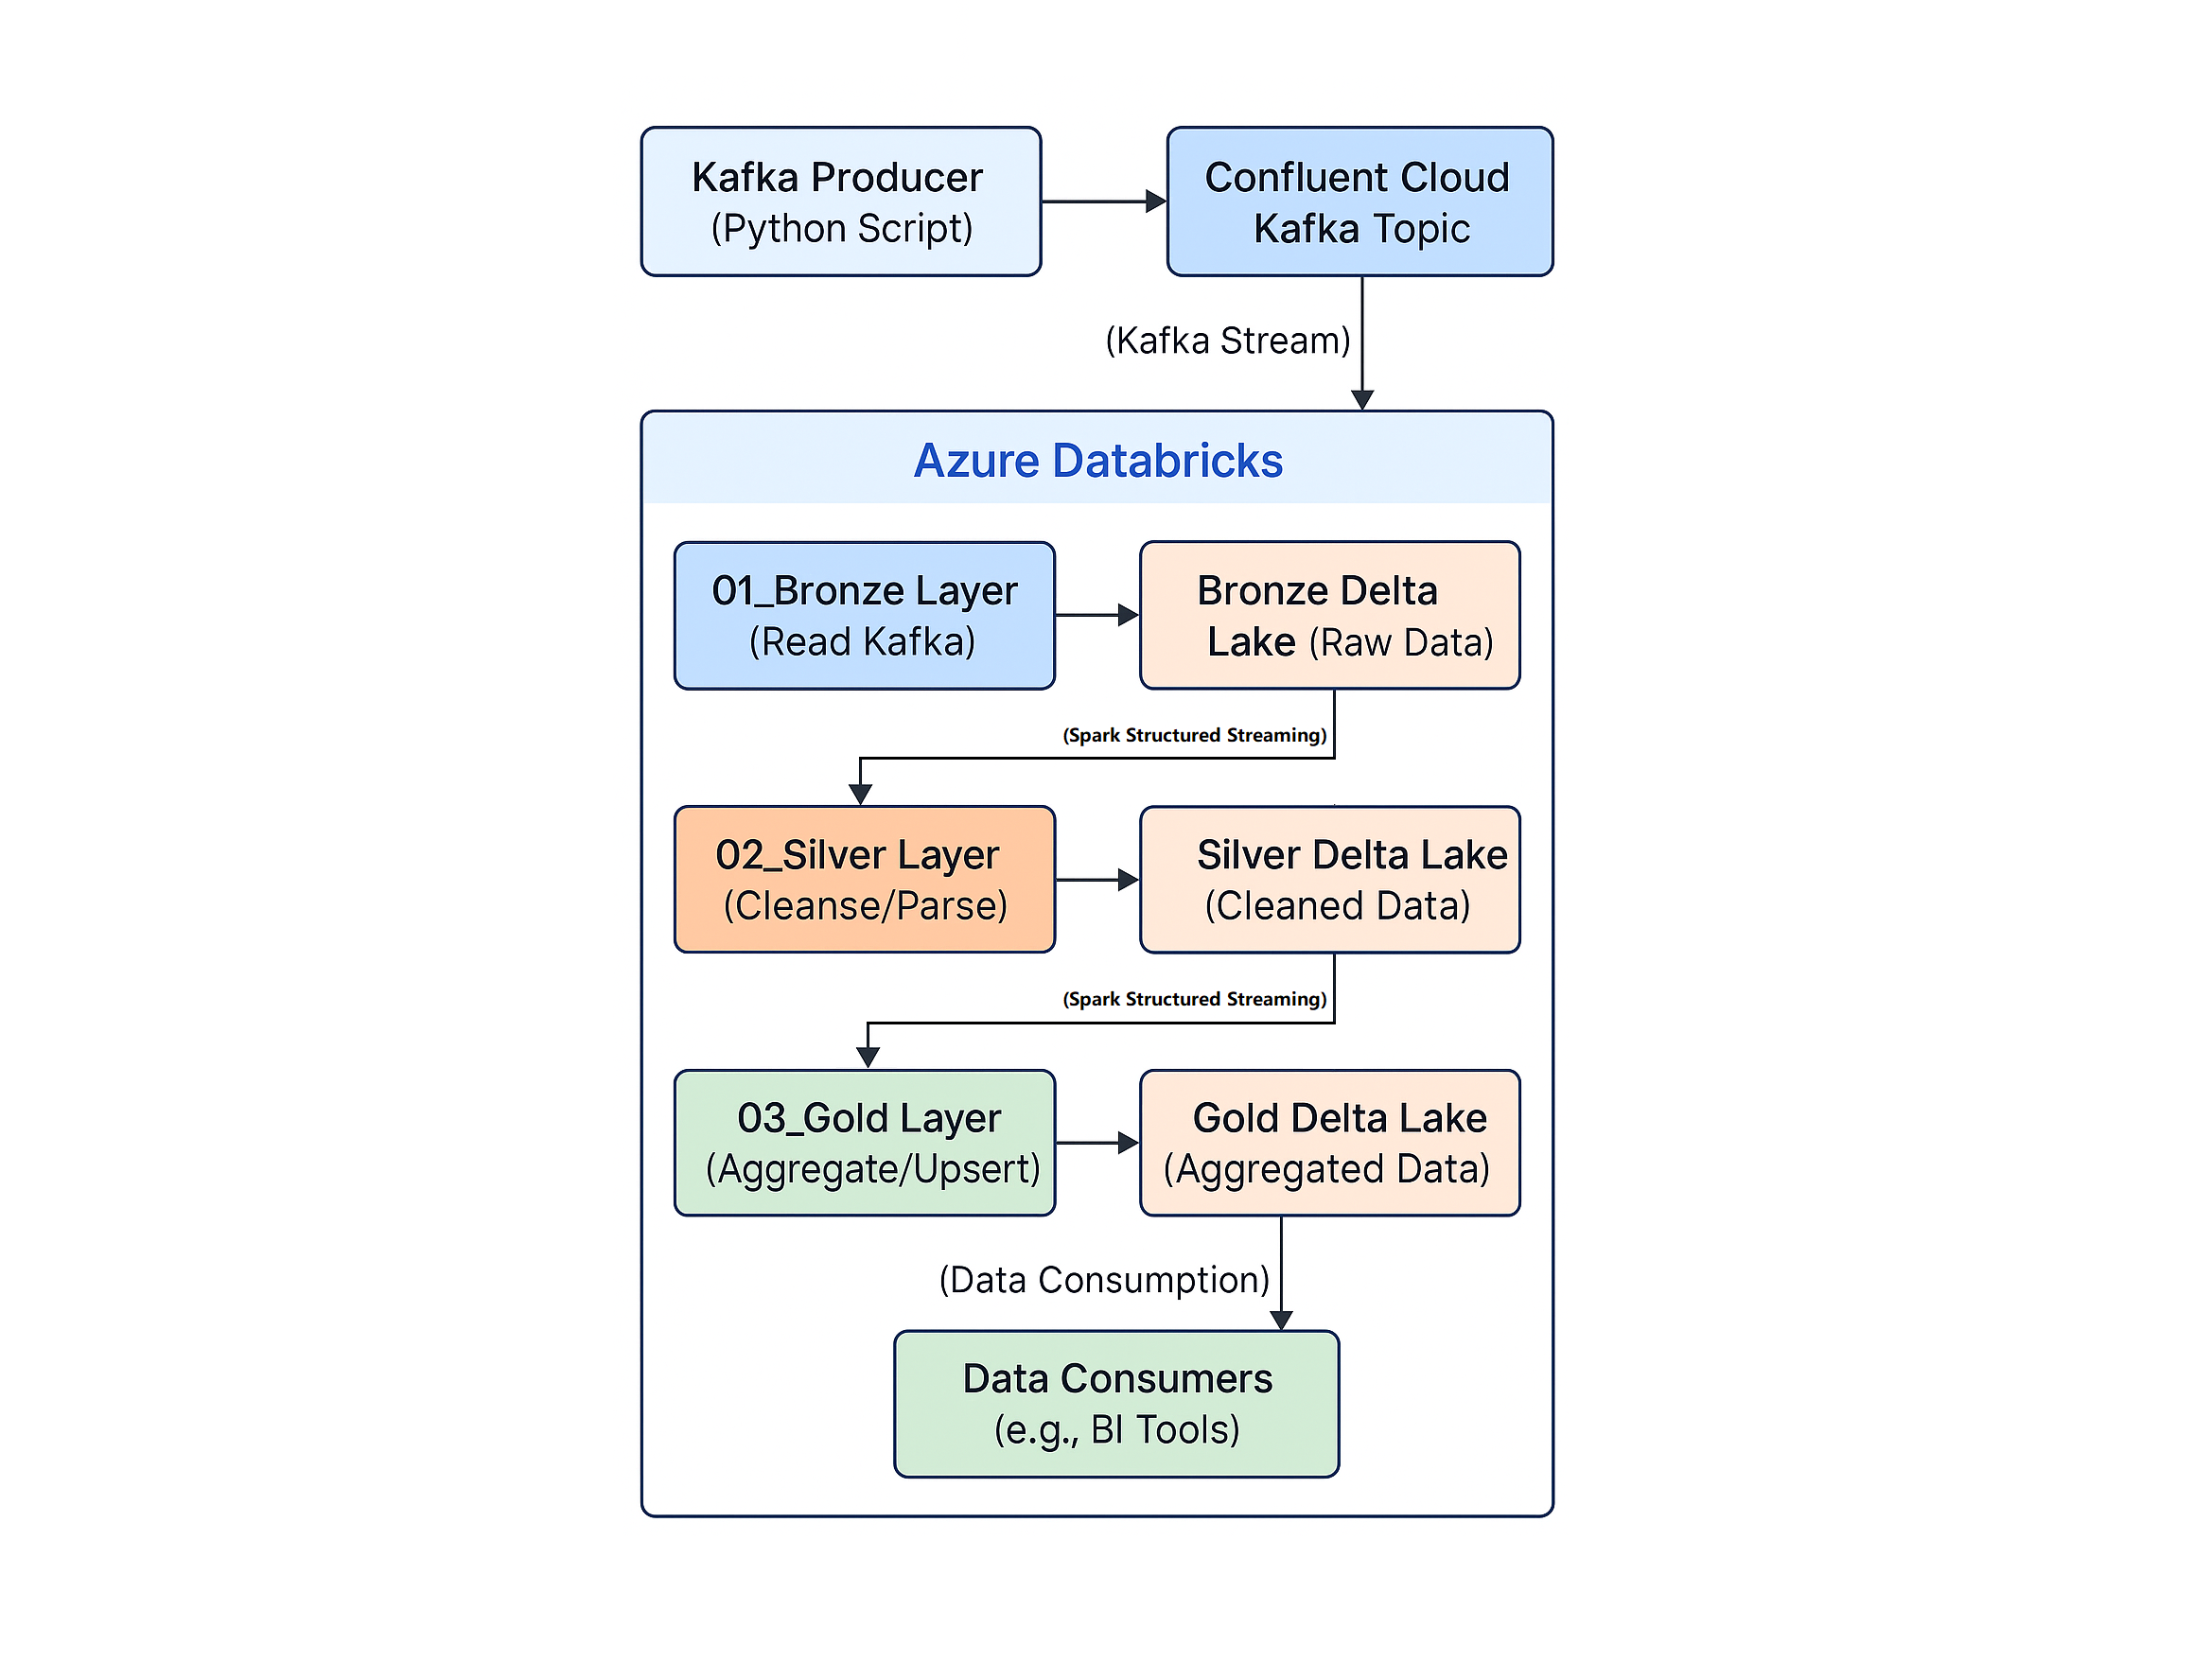 Kafka Producer
(Python Script)
Confluent Cloud
Kafka Topic
(Kafka Stream)
Azure Databricks
01_Bronze Layer
(Read Kafka)
Bronze Delta
Lake (Raw Data)
(Spark Structured Streaming)
02_Silver Layer
(Cleanse/Parse)
Silver Delta Lake
(Cleaned Data)
(Spark Structured Streaming)
03_Gold Layer
(Aggregate/Upsert)
Gold Delta Lake
(Aggregated Data)
(Data Consumption)
Data Consumers
(e.g., BI Tools)